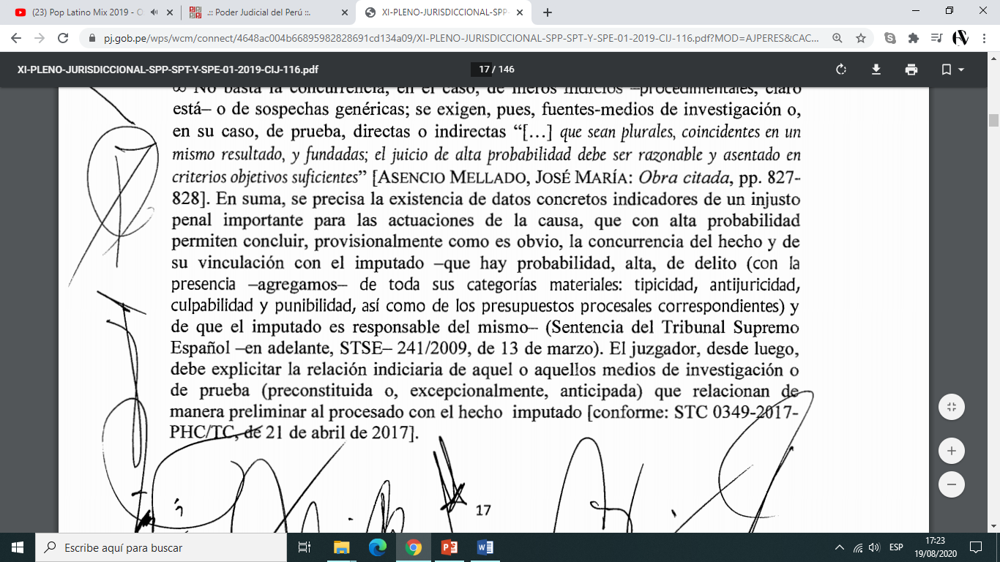 (23) Pop Latino Mix 2019 - O
.:: Poder Judicial del Perú ::.
XI-PLENO-JURISDICCIONAL-SPP-
pj.gob.pe/wps/wcm/connect/4648ac004b66895982828691cd134a09/XI-PLENO-JURISDICCIONAL-SPP-SPT-Y-SPE-01-2019-CIJ-116.pdf?MOD=AJPERES&CAC...
XI-PLENO-JURISDICCIONAL-SPP-SPT-Y-SPE-01-2019-CIJ-116.pdf
17 / 146
∞ No basta la concurrencia, en el caso, de meros indicios –procedimentales, claro
está– o de sospechas genéricas; se exigen, pues, fuentes-medios de investigación o,
en su caso, de prueba, directas o indirectas “[…] que sean plurales, coincidentes en un
mismo resultado, y fundadas; el juicio de alta probabilidad debe ser razonable y asentado en
criterios objetivos suficientes” [ASENCIO MELLADO, JOSÉ MARÍA: Obra citada, pp. 827-
828]. En suma, se precisa la existencia de datos concretos indicadores de un injusto
penal importante para las actuaciones de la causa, que con alta probabilidad
permiten concluir, provisionalmente como es obvio, la concurrencia del hecho y de
su vinculación con el imputado –que hay probabilidad, alta, de delito (con la
presencia –agregamos– de toda sus categorías materiales: tipicidad, antijuricidad,
culpabilidad y punibilidad, así como de los presupuestos procesales correspondientes) y
de que el imputado es responsable del mismo– (Sentencia del Tribunal Supremo
Español –en adelante, STSE– 241/2009, de 13 de marzo). El juzgador, desde luego,
debe explicitar la relación indiciaria de aquel o aquellos medios de investigación o
de prueba (preconstituida o, excepcionalmente, anticipada) que relacionan de
manera preliminar al procesado con el hecho imputado [conforme: STC 0349-2017-
PHC/TC, de 21 de abril de 2017].
17
Escribe aquí para buscar
ESP
17:23
19/08/2020